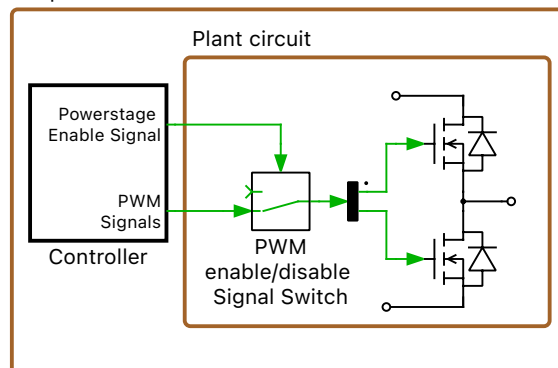 Plant circuit
Powerstage
Enable Signal
PWM
Signals
Controller
PWM
enable/disable
Signal Switch